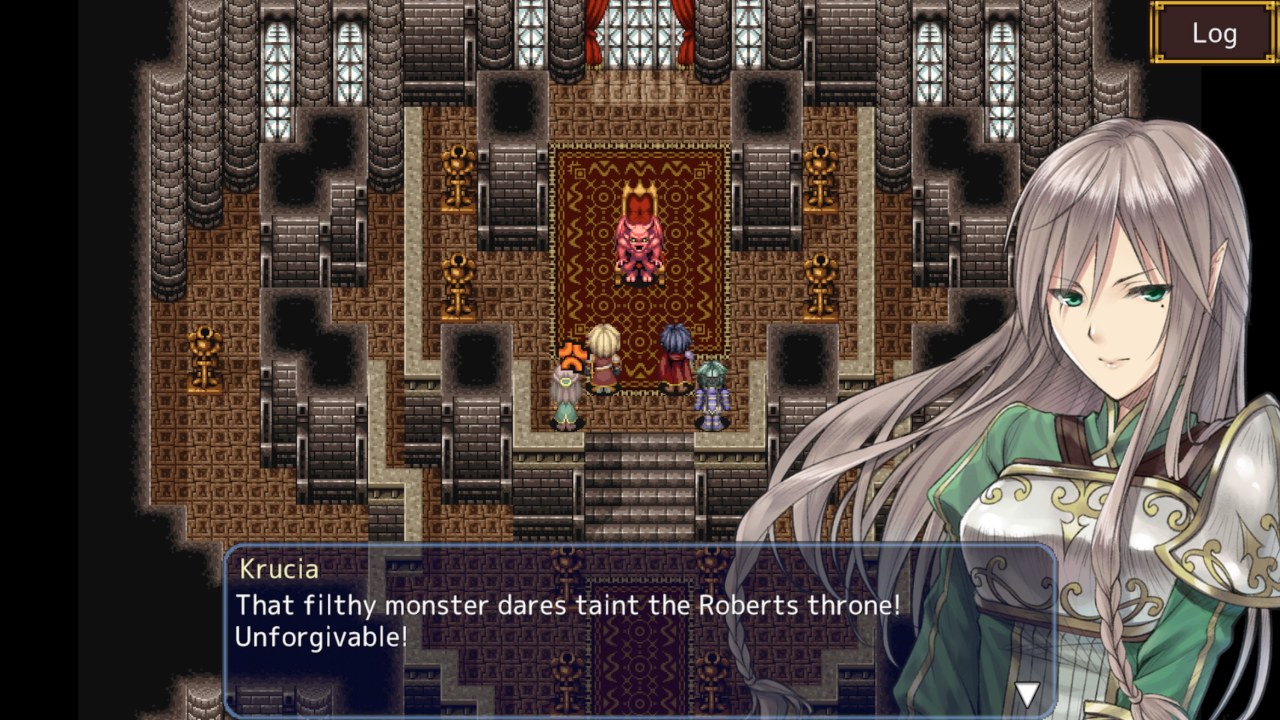 Log
Krucia
That filthy monster dares taint the Roberts throne!
Unforgivable!